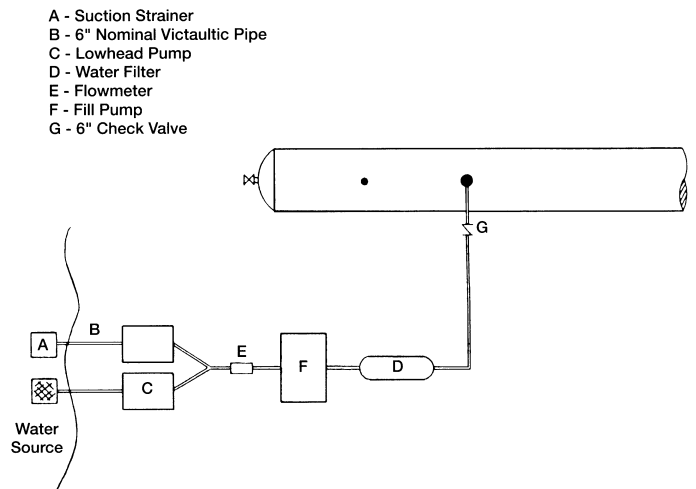 A - Suction Strainer
B - 6" Nominal Victaultic Pipe
C - Lowhead Pump
D - Water Filter
E - Flowmeter
F - Fill Pump
G - 6" Check Valve
G
B
A
E
F
D
C
Water
Source